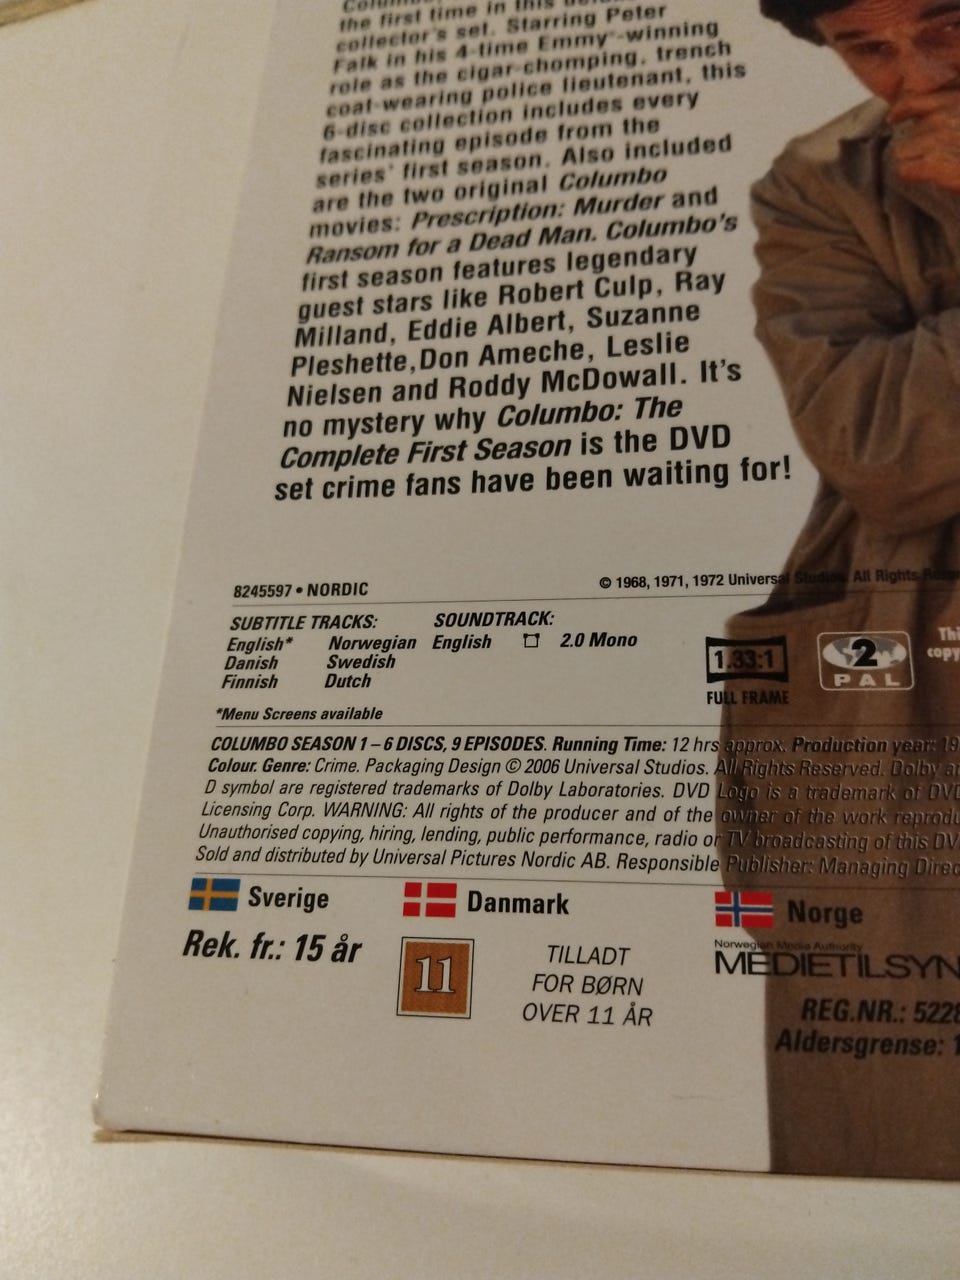 the first time in this
collector's set. Starring Peter
Falk in his 4-time Emmy®-winning
role as the cigar-chomping, trench
coat-wearing police lieutenant, this
6-disc collection includes every
fascinating episode from the
series' first season. Also included
are the two original Columbo
movies: Prescription: Murder and
Ransom for a Dead Man. Columbo's
first season features legendary
guest stars like Robert Culp, Ray
Milland, Eddie Albert, Suzanne
Pleshette,Don Ameche, Leslie
Nielsen and Roddy McDowall. It's
no mystery why Columbo: The
Complete First Season is the DVD
set crime fans have been waiting for!
8245597 • NORDIC
© 1968, 1971, 1972 Universal Studios. All Rights
SUBTITLE TRACKS: SOUNDTRACK:
English* Norwegian English 2.0 Mono
Danish Swedish
Finnish Dutch
*Menu Screens available
1.33:1
FULL FRAME
2
PAL
copy
COLUMBO SEASON 1 – 6 DISCS, 9 EPISODES. Running Time: 12 hrs approx. Production year: 19
Colour. Genre: Crime. Packaging Design © 2006 Universal Studios. All Rights Reserved. Dolby
D symbol are registered trademarks of Dolby Laboratories. DVD Logo is a trademark of DVD
Licensing Corp. WARNING: All rights of the producer and of the owner of the work
Unauthorised copying, hiring, lending, public performance, radio or TV broadcasting of this
Sold and distributed by Universal Pictures Nordic AB. Responsible Publisher: Managing
Sverige
Rek. fr.: 15 år
Danmark
11
TILLADT
FOR BØRN
OVER 11 ÅR
Norge
Norwegian Media Authority
MEDIETILSYN
REG.NR.: 5228
Aldersgrense: 1